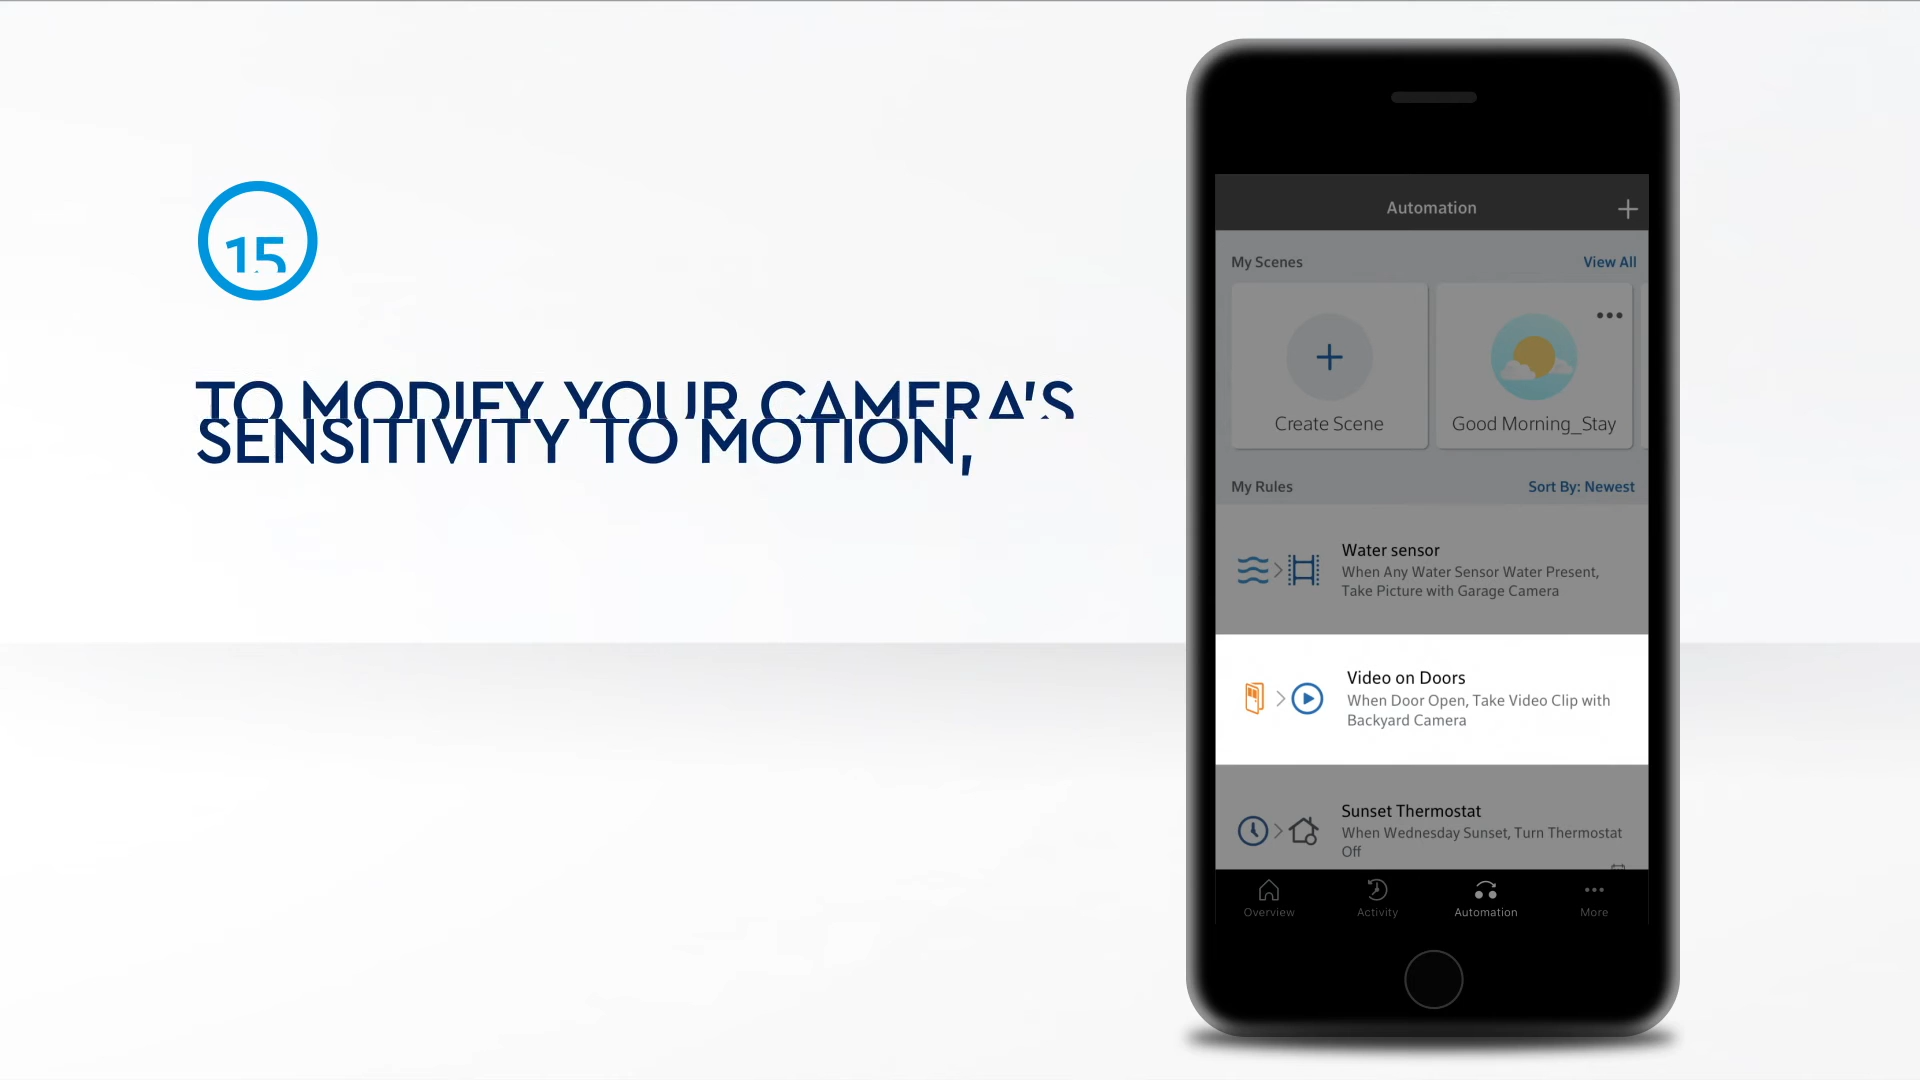 15
TO MODIFY YOUR CAMERA'S
SENSITIVITY TO MOTION,
Automation
My Scenes
View All
Create Scene
Good Morning_Stay
My Rules
Sort By: Newest
Water sensor
When Any Water Sensor Water Present,
Take Picture with Garage Camera
Video on Doors
When Door Open, Take Video Clip with
Backyard Camera
Sunset Thermostat
When Wednesday Sunset, Turn Thermostat
Off
Overview
Activity
Automation
More